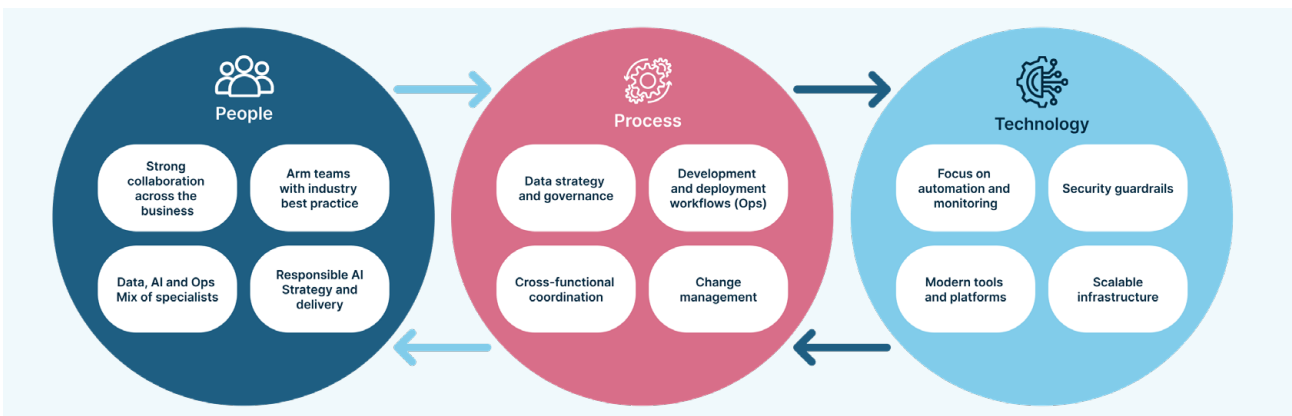 People
Strong
collaboration
across the
business
Arm teams
with industry
best practice
Data, AI and Ops
Mix of specialists
Responsible AI
Strategy and
delivery
Process
Data strategy
and governance
Development
and deployment
workflows (Ops)
Cross-functional
coordination
Change
management
Technology
Focus on
automation and
monitoring
Security guardrails
Modern tools
and platforms
Scalable
infrastructure